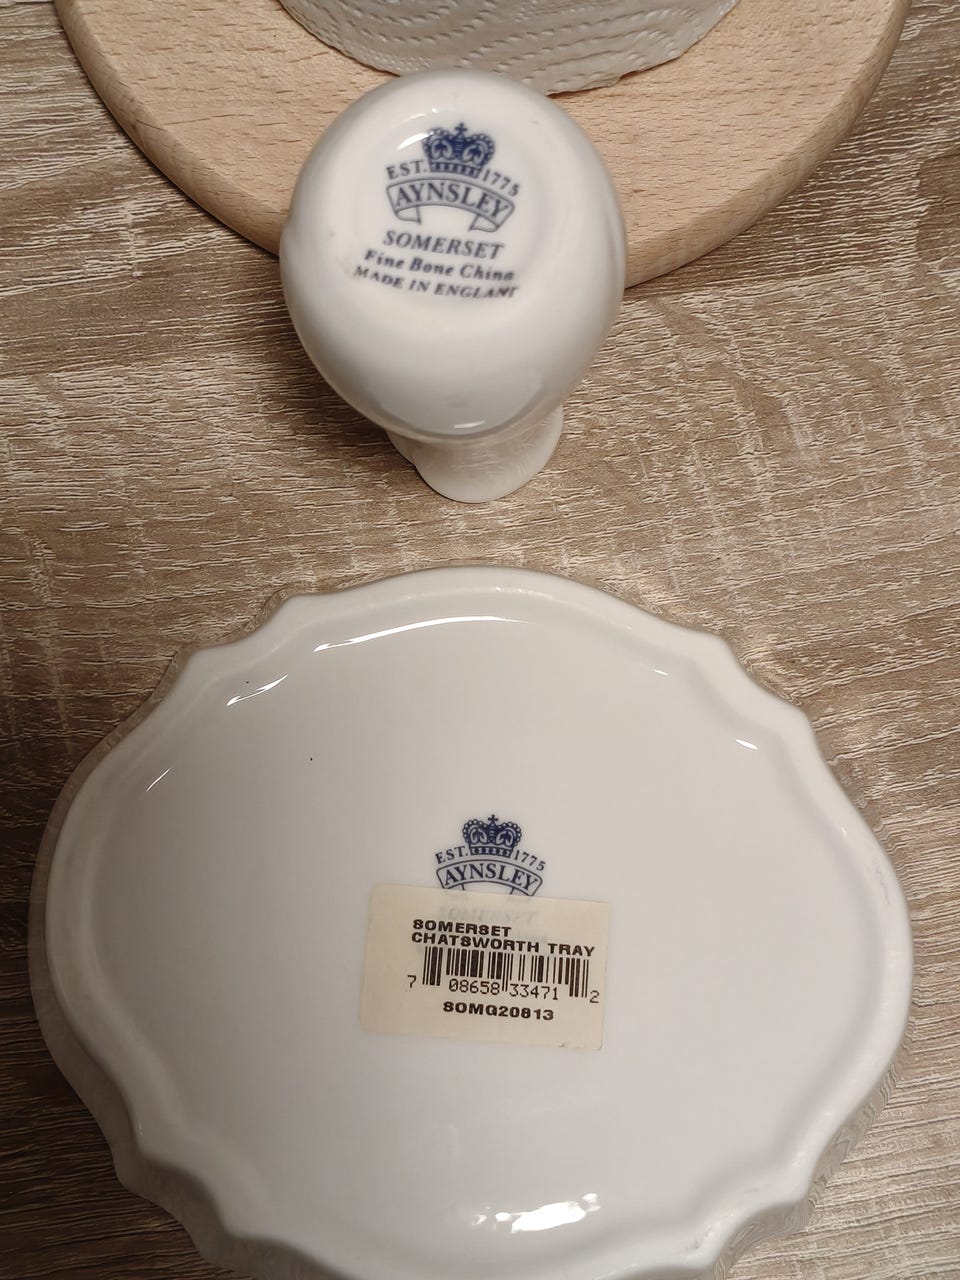 EST. 1775
AYNSLEY
SOMERSET
Fine Bone China
MADE IN ENGLAND
EST. 1775
AYNSLEY
SOMERSET
SOMERSET
CHATSWORTH TRAY
7 08658 33471 2
SOMG20813